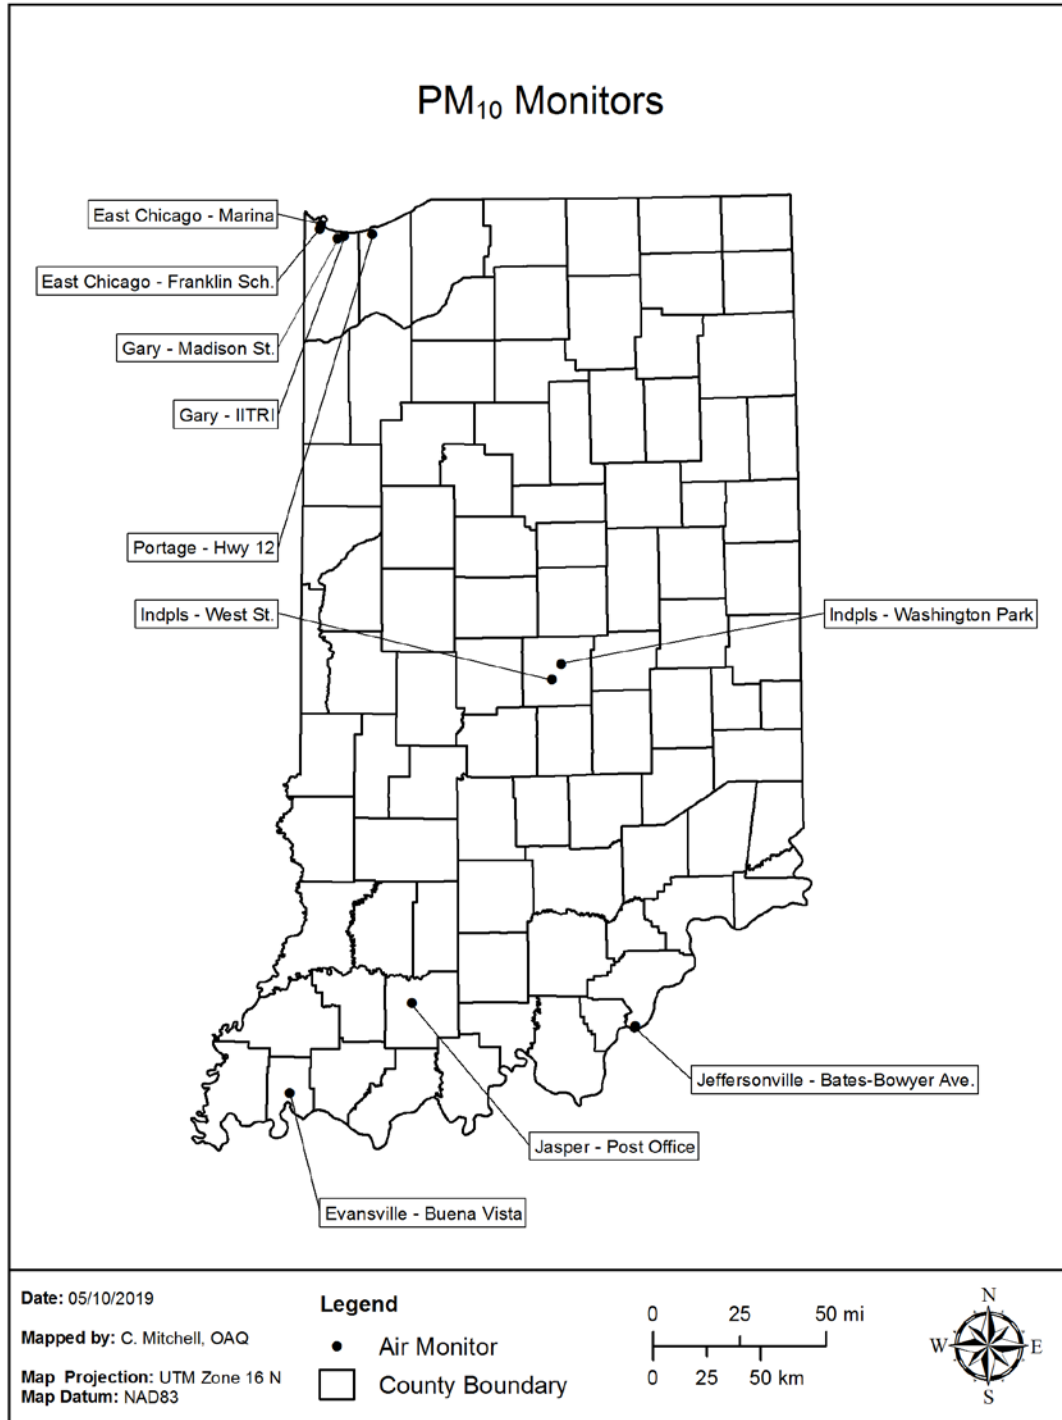 PM₁₀ Monitors
East Chicago - Marina
East Chicago - Franklin Sch.
Gary - Madison St.
Gary - IITRI
Portage - Hwy 12
Indpls - West St.
Indpls - Washington Park
Jeffersonville - Bates-Bowyer Ave.
Jasper - Post Office
Evansville - Buena Vista
Date: 05/10/2019
Mapped by: C. Mitchell, OAQ
Map Projection: UTM Zone 16 N
Map Datum: NAD83
Legend
Air Monitor
County Boundary
0 25 50 mi
0 25 50 km
N
W E
S